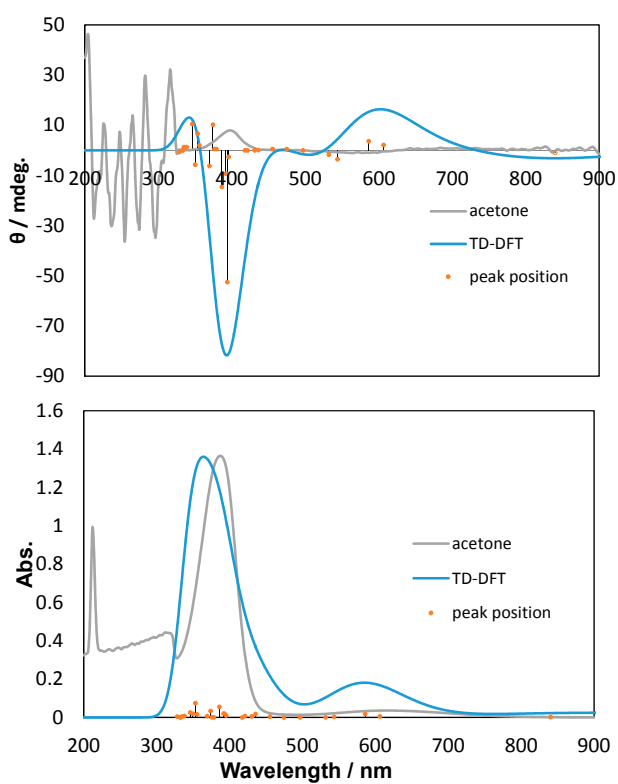 50
30
10
-10
-30
-50
-70
-90
200 300 400 500 600 700 800 900
θ / mdeg.
acetone
TD-DFT
peak position
1.6
1.4
1.2
1
0.8
0.6
0.4
0.2
0
Abs.
acetone
TD-DFT
peak position
200 300 400 500 600 700 800 900
Wavelength / nm